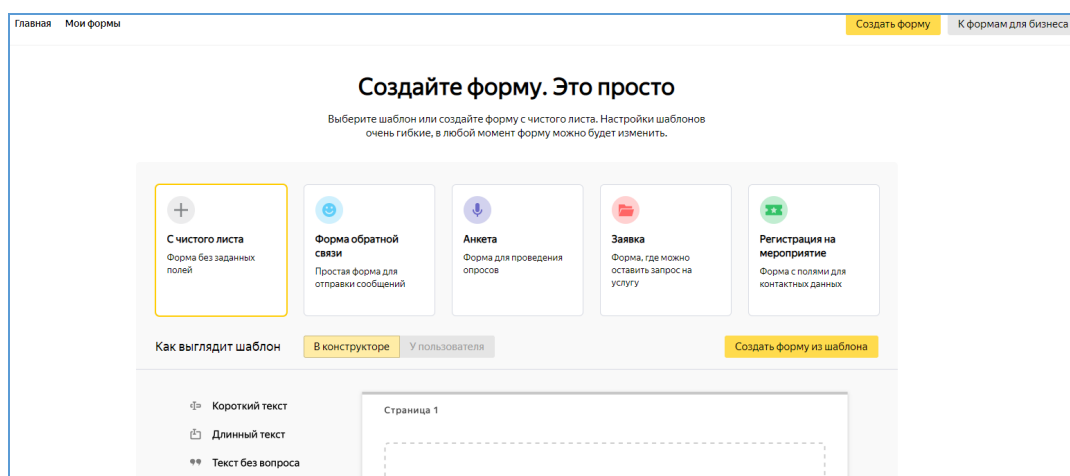 Главная Мои формы Создать форму К формам для бизнеса
Создайте форму. Это просто
Выберите шаблон или создайте форму с чистого листа. Настройки шаблонов
очень гибкие, в любой момент форму можно будет изменить.
С чистого листа
Форма без заданных
полей
Форма обратной
связи
Простая форма для
отправки сообщений
Анкета
Форма для проведения
опросов
Заявка
Форма, где можно
оставить запрос на
услугу
Регистрация на
мероприятие
Форма с полями для
контактных данных
Как выглядит шаблон В конструкторе У пользователя Создать форму из шаблона
Короткий текст
Длинный текст
Текст без вопроса
Страница 1